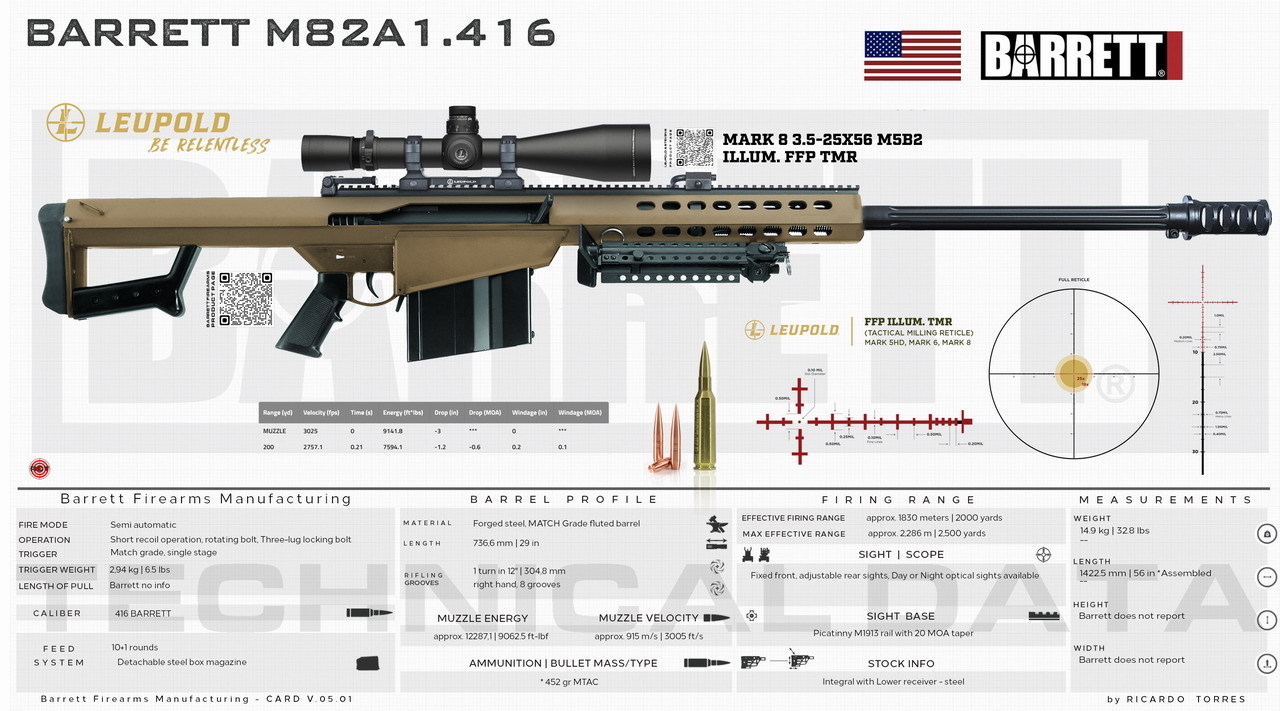 BARRETT M82A1.416
BARRETT®
LEUPOLD
BE RELENTLESS
MARK 8 3.5-25X56 M5B2
ILLUM. FFP TMR
LEUPOLD
BARRETT FIREARMS
PRODUCT PAGE
FULL RETICLE
LEUPOLD
FFP ILLUM. TMR
(TACTICAL MILLING RETICLE)
MARK 5HD, MARK 6, MARK 8
10
20
30
Range (yd) Velocity (fps) Time (s) Energy (ft*lbs) Drop (in) Drop (MOA) Windage (in) Windage (MOA)
MUZZLE 3025 0 9141.8 -3 *** 0 ***
200 2757.1 0.21 7594.1 -1.2 -0.6 0.2 0.1
Barrett Firearms Manufacturing
FIRE MODE Semi automatic
OPERATION Short recoil operation, rotating bolt, Three-lug locking bolt
TRIGGER Match grade, single stage
TRIGGER WEIGHT 2,94 kg | 6.5 lbs
LENGTH OF PULL Barrett no info
CALIBER 416 BARRETT
FEED SYSTEM
10+1 rounds
Detachable steel box magazine
BARREL PROFILE
MATERIAL Forged steel, MATCH Grade fluted barrel
LENGTH 736,6 mm | 29 in
RIFLING GROOVES
1 turn in 12" | 304,8 mm
right hand, 8 grooves
MUZZLE ENERGY MUZZLE VELOCITY
approx. 12287,1 | 9062.5 ft-lbf approx. 915 m/s | 3005 ft/s
AMMUNITION | BULLET MASS/TYPE
* 452 gr MTAC
FIRING RANGE
EFFECTIVE FIRING RANGE approx. 1830 meters | 2000 yards
MAX EFFECTIVE RANGE approx. 2,286 m | 2,500 yards
SIGHT | SCOPE
Fixed front, adjustable rear sights, Day or Night optical sights available
SIGHT BASE
Picatinny M1913 rail with 20 MOA taper
STOCK INFO
Integral with Lower receiver - steel
MEASUREMENTS
WEIGHT
14.9 kg | 32.8 lbs
--
LENGTH
1422.5 mm | 56 in *Assembled
--
HEIGHT
Barrett does not report
WIDTH
Barrett does not report
TECHNICAL DATA
Barrett Firearms Manufacturing - CARD V.05.01
by RICARDO TORRES